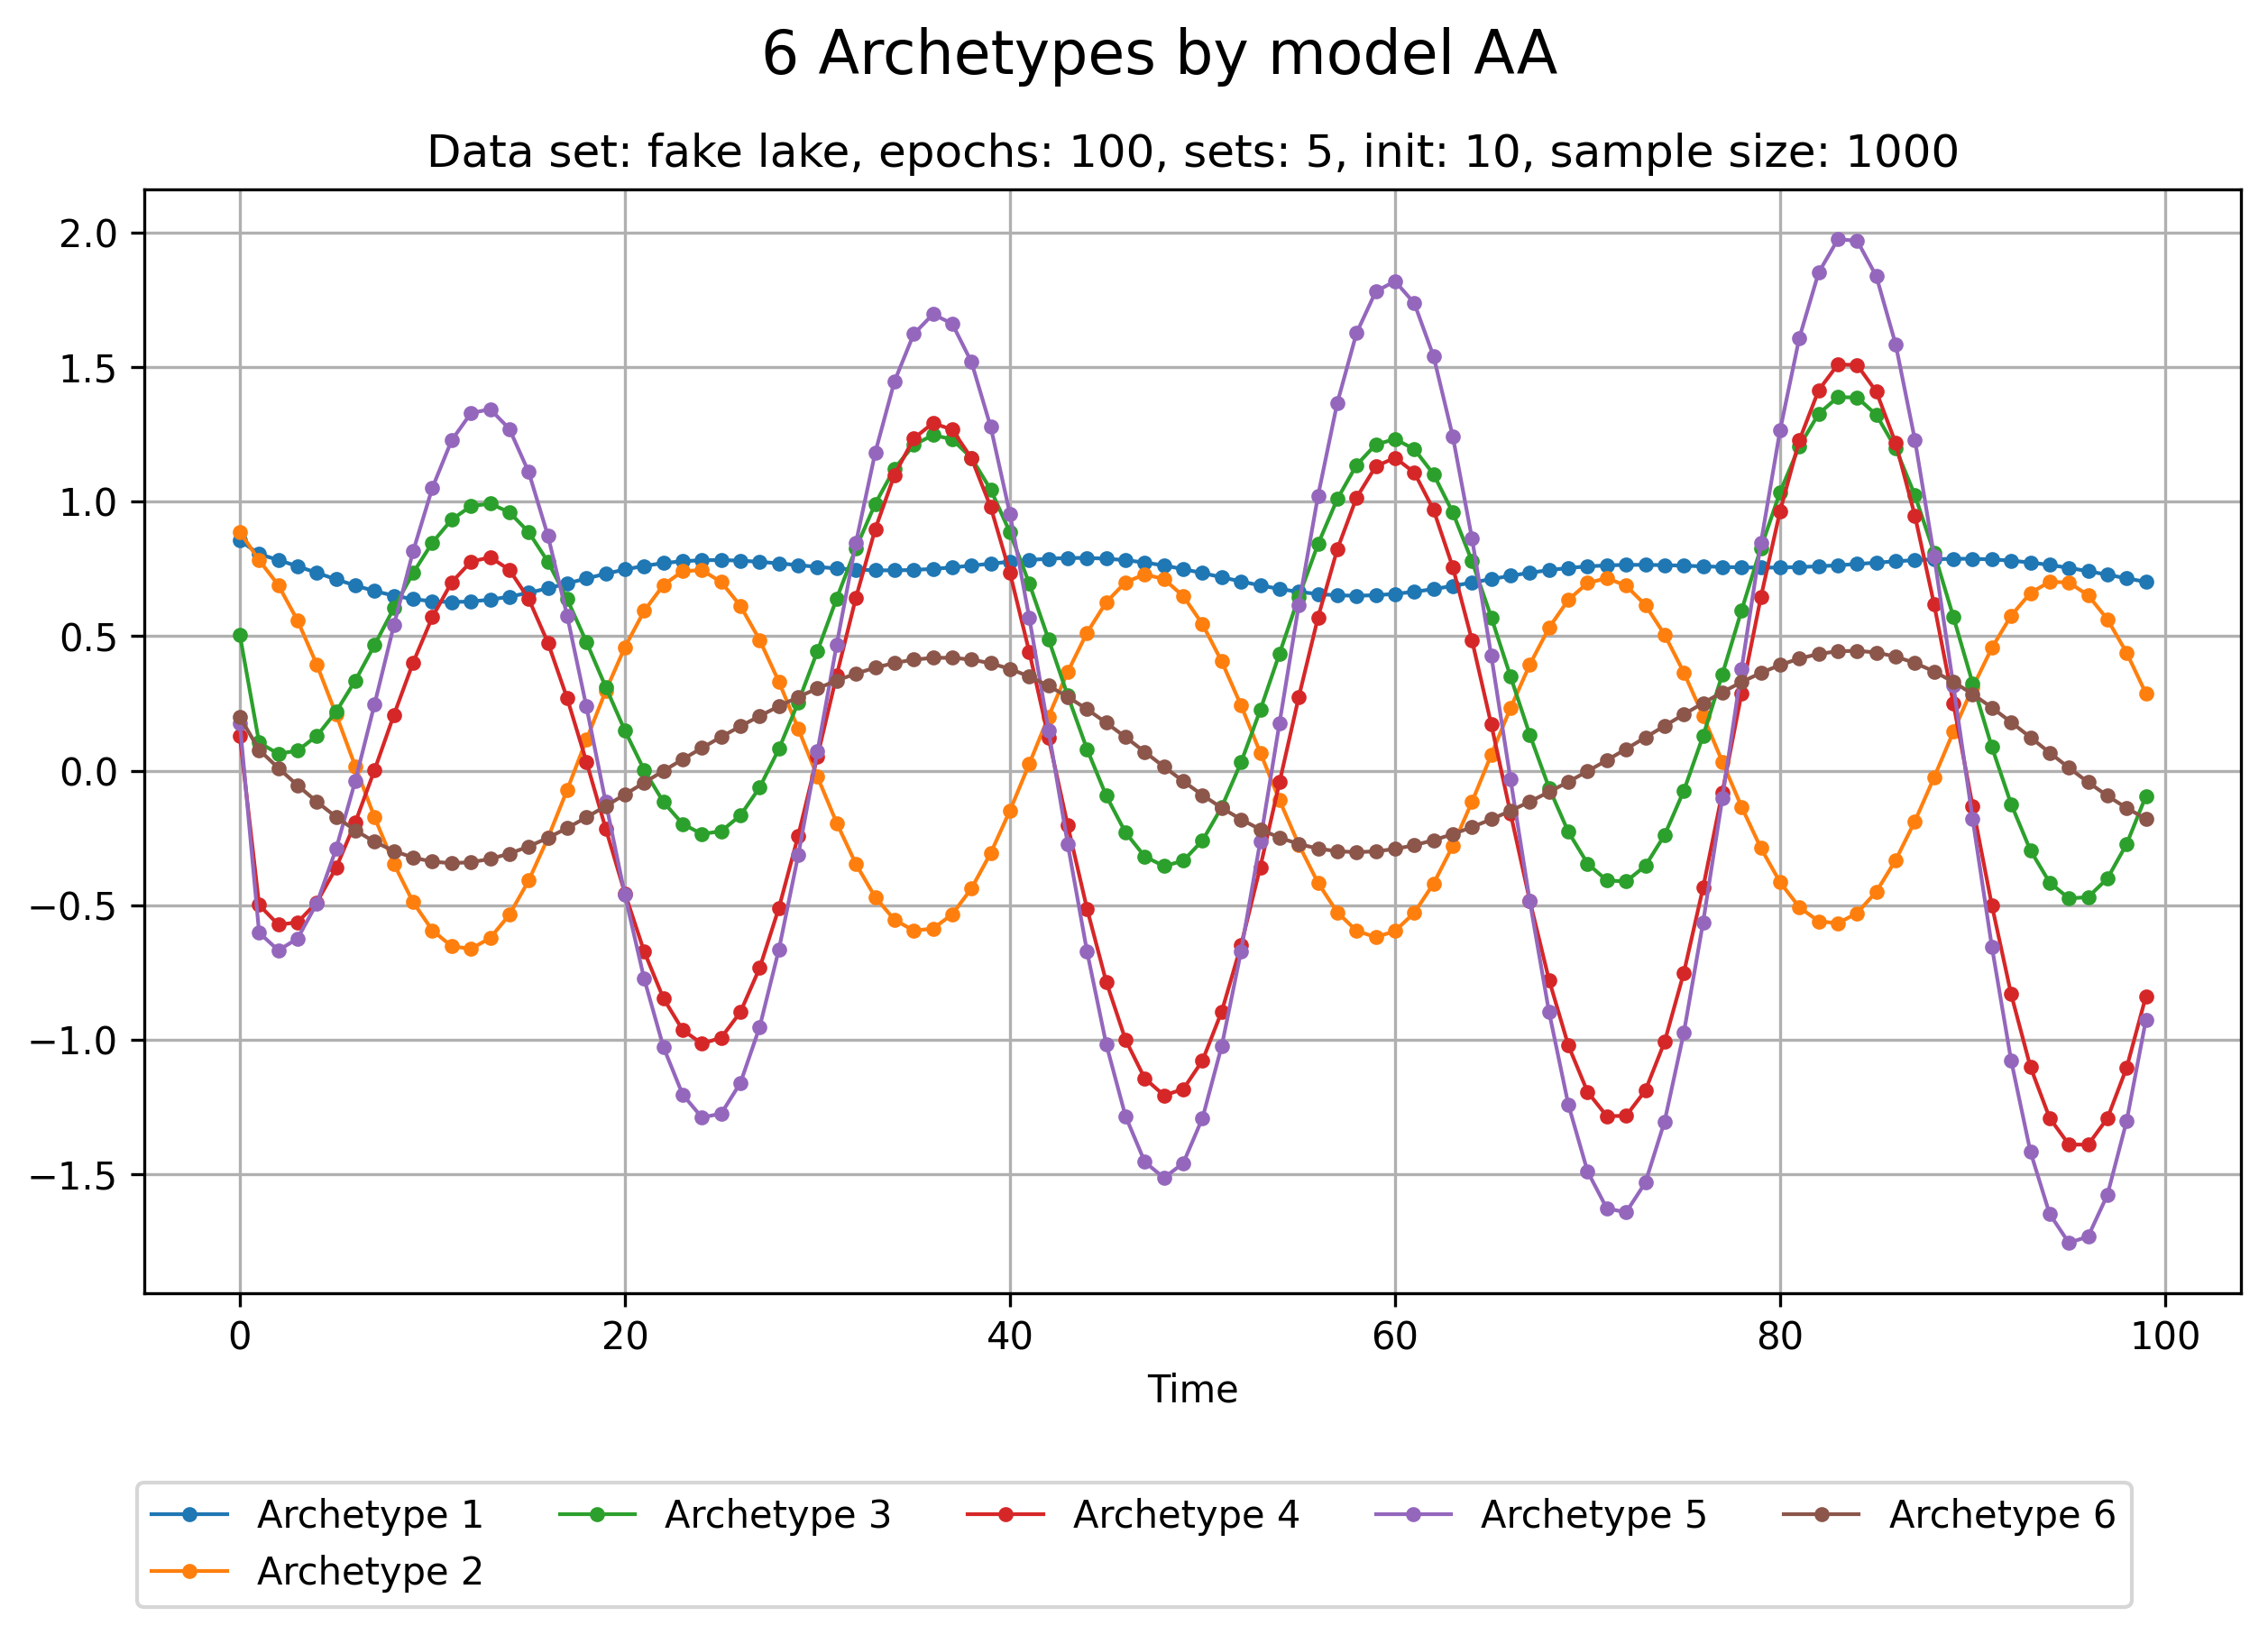 6 Archetypes by model AA
Data set: fake lake, epochs: 100, sets: 5, init: 10, sample size: 1000
2.0
1.5
1.0
0.5
0.0
−0.5
−1.0
−1.5
0 20 40 60 80 100
Time
Archetype 1 Archetype 3 Archetype 4 Archetype 5 Archetype 6
Archetype 2